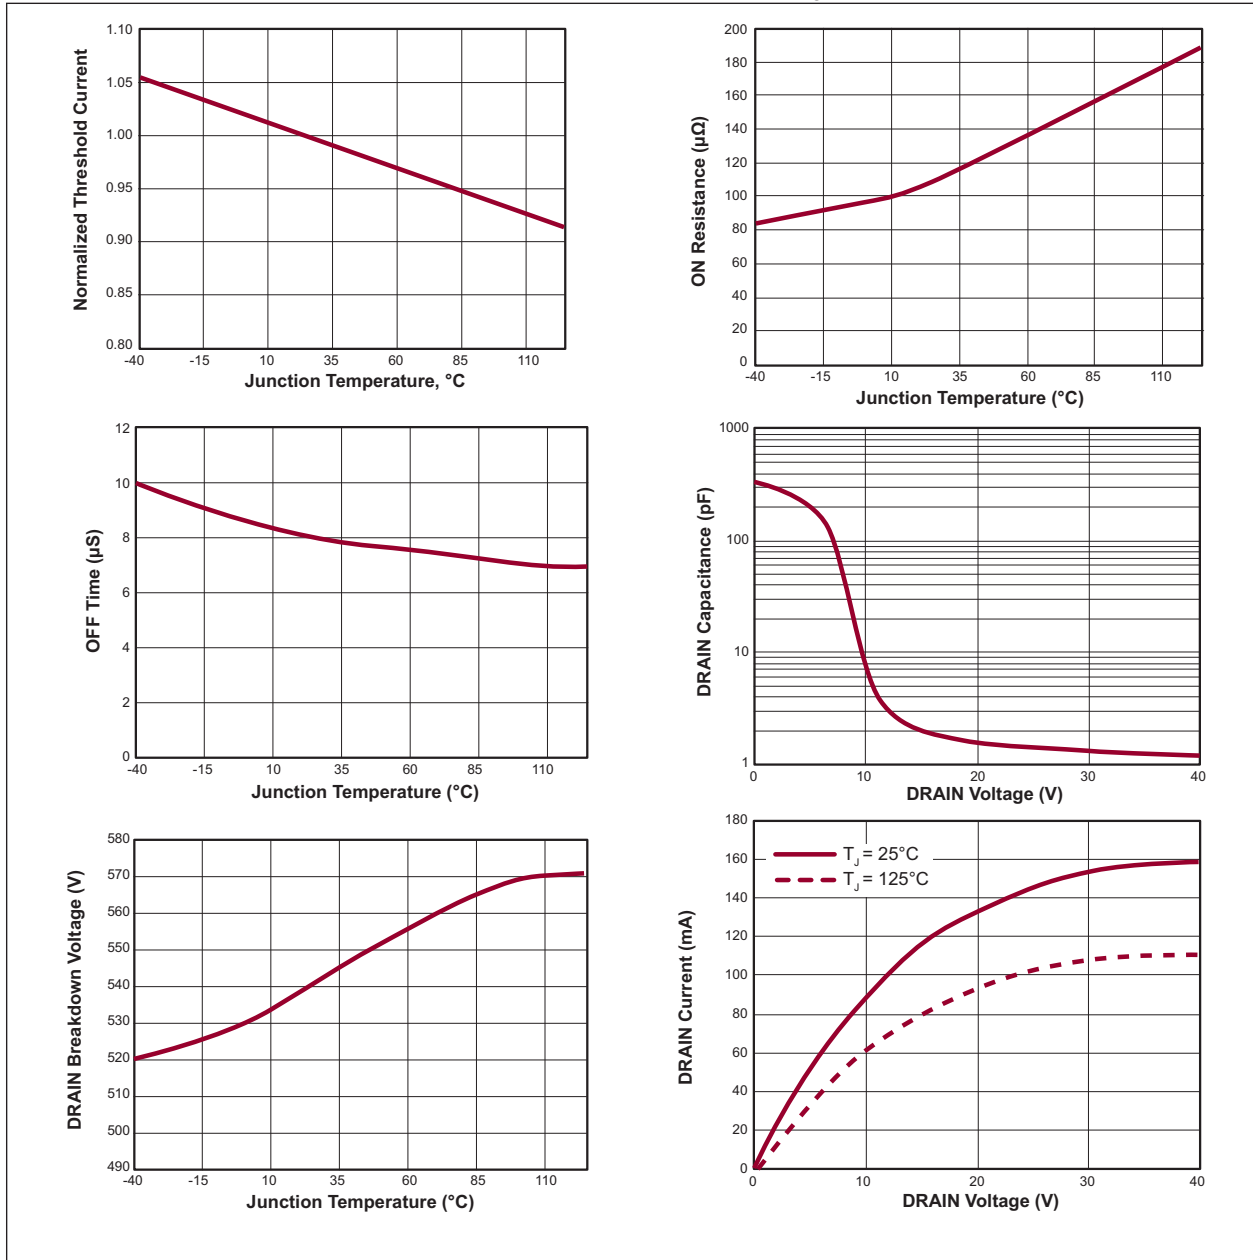 Normalized Threshold Current
1.10
1.05
1.00
0.95
0.90
0.85
0.80
-40 -15 10 35 60 85 110
Junction Temperature, °C
ON Resistance (µΩ)
200
180
160
140
120
100
80
60
40
20
0
-40 -15 10 35 60 85 110
Junction Temperature (°C)
OFF Time (µS)
12
10
8
6
4
2
0
-40 -15 10 35 60 85 110
Junction Temperature (°C)
DRAIN Capacitance (pF)
1000
100
10
1
0 10 20 30 40
DRAIN Voltage (V)
DRAIN Breakdown Voltage (V)
580
570
560
550
540
530
520
510
500
490
-40 -15 10 35 60 85 110
Junction Temperature (°C)
DRAIN Current (mA)
180
160
140
120
100
80
60
40
20
0
TJ = 25°C
TJ = 125°C
0 10 20 30 40
DRAIN Voltage (V)